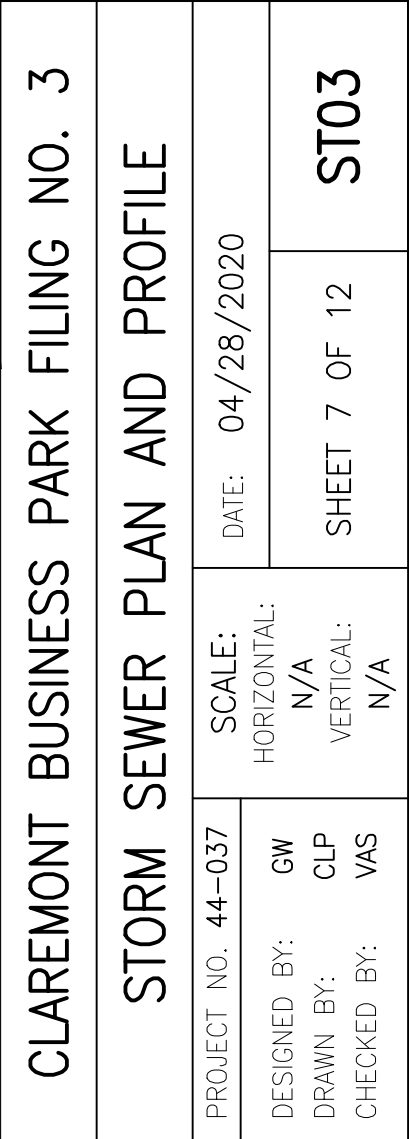 CLAREMONT BUSINESS PARK FILING NO. 3
STORM SEWER PLAN AND PROFILE
PROJECT NO. 44-037
DESIGNED BY: GW
DRAWN BY: CLP
CHECKED BY: VAS
SCALE:
HORIZONTAL:
N/A
VERTICAL:
N/A
DATE: 04/28/2020
SHEET 7 OF 12
ST03